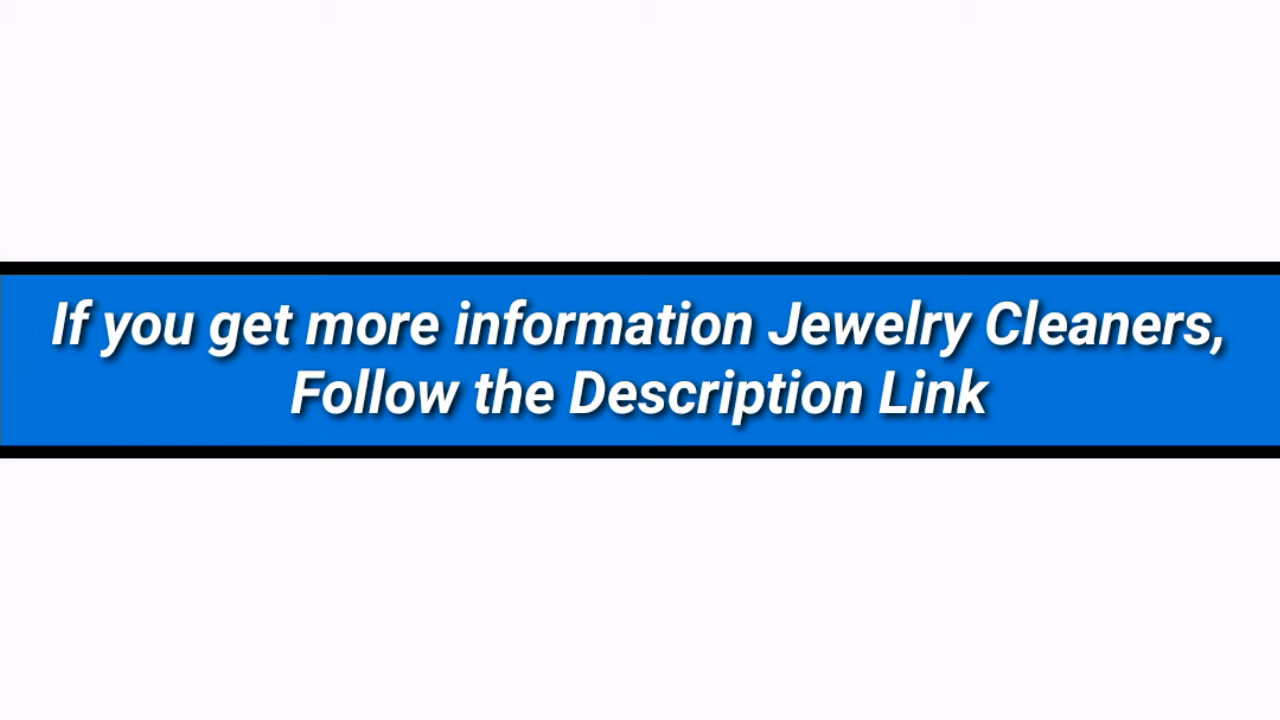 If you get more information Jewelry Cleaners,
Follow the Description Link